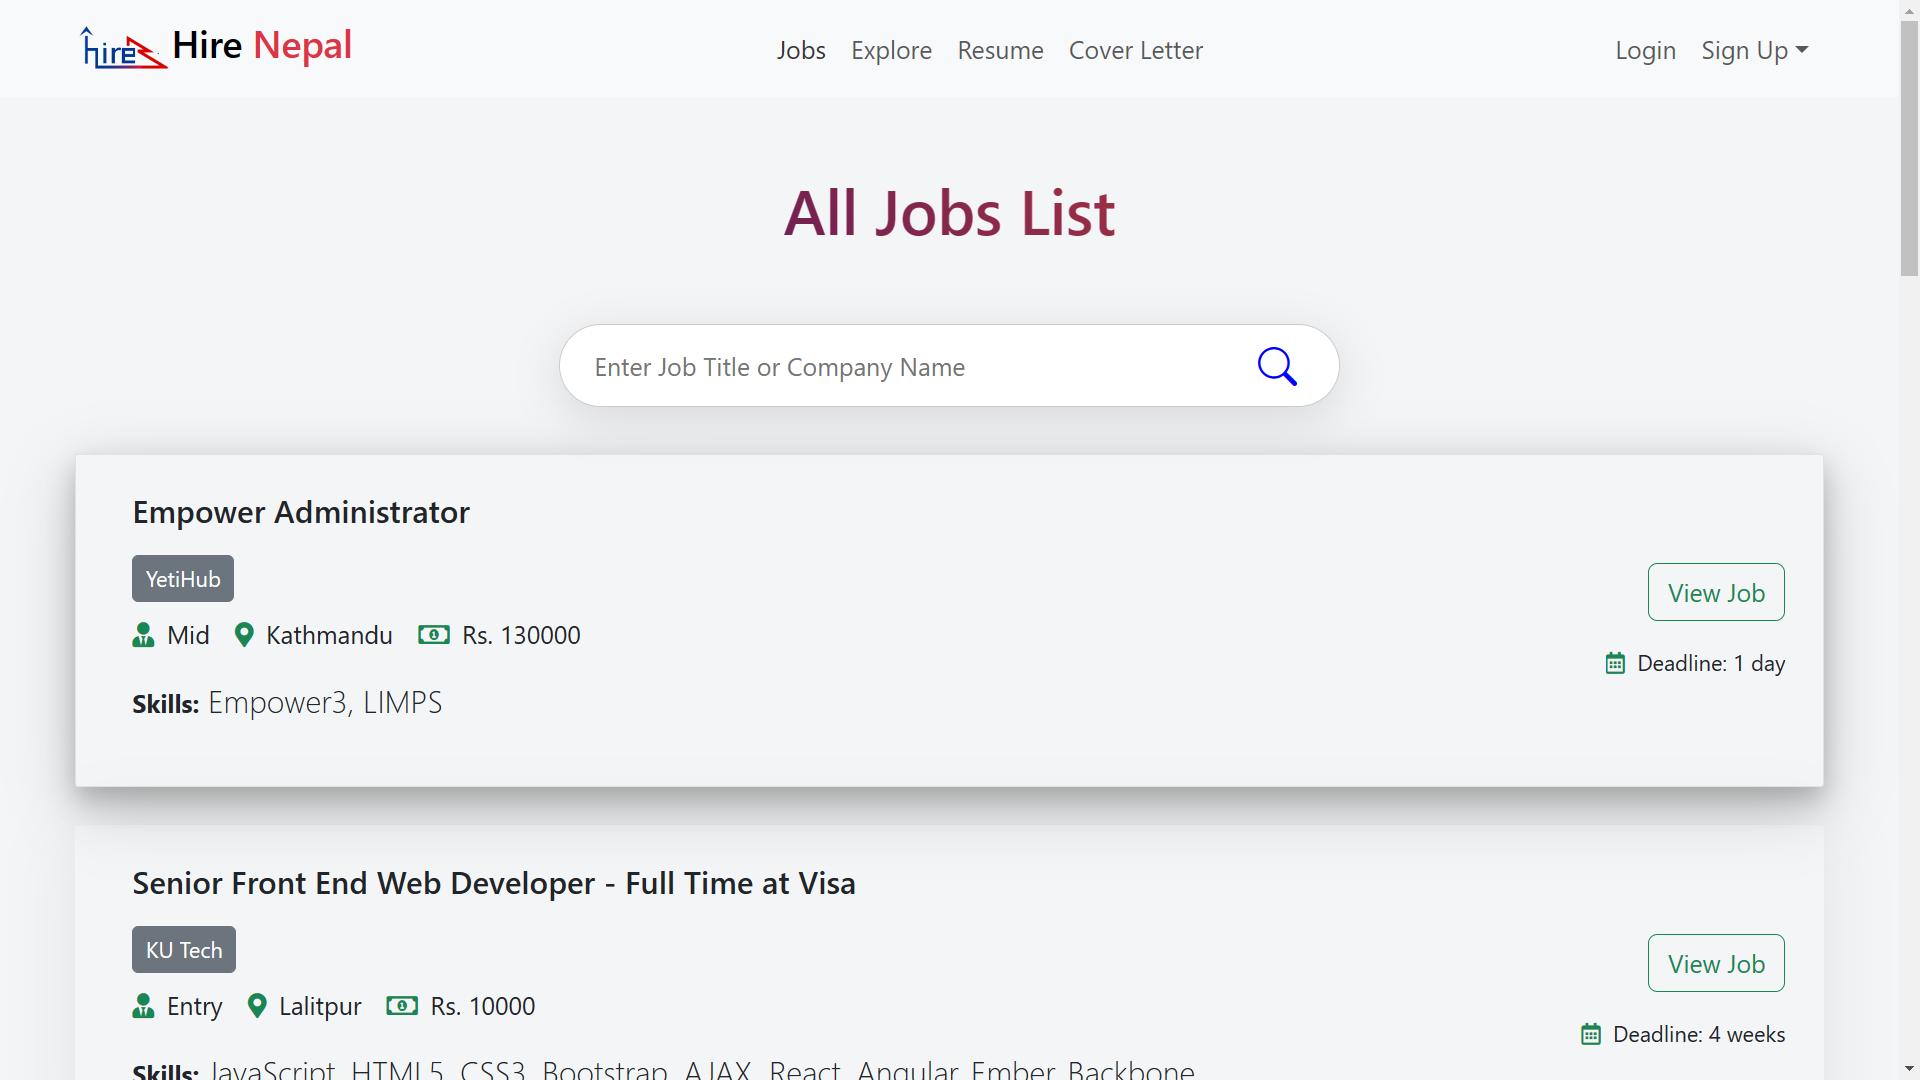 hire Hire Nepal
Jobs Explore Resume Cover Letter
Login Sign Up
All Jobs List
Enter Job Title or Company Name
Empower Administrator
YetiHub
Mid Kathmandu Rs. 130000
View Job
Deadline: 1 day
Skills: Empower3, LIMPS
Senior Front End Web Developer - Full Time at Visa
KU Tech
Entry Lalitpur Rs. 10000
View Job
Deadline: 4 weeks
Skills: JavaScript, HTML5, CSS3, Bootstrap, AJAX, React, Angular, Ember, Backbone